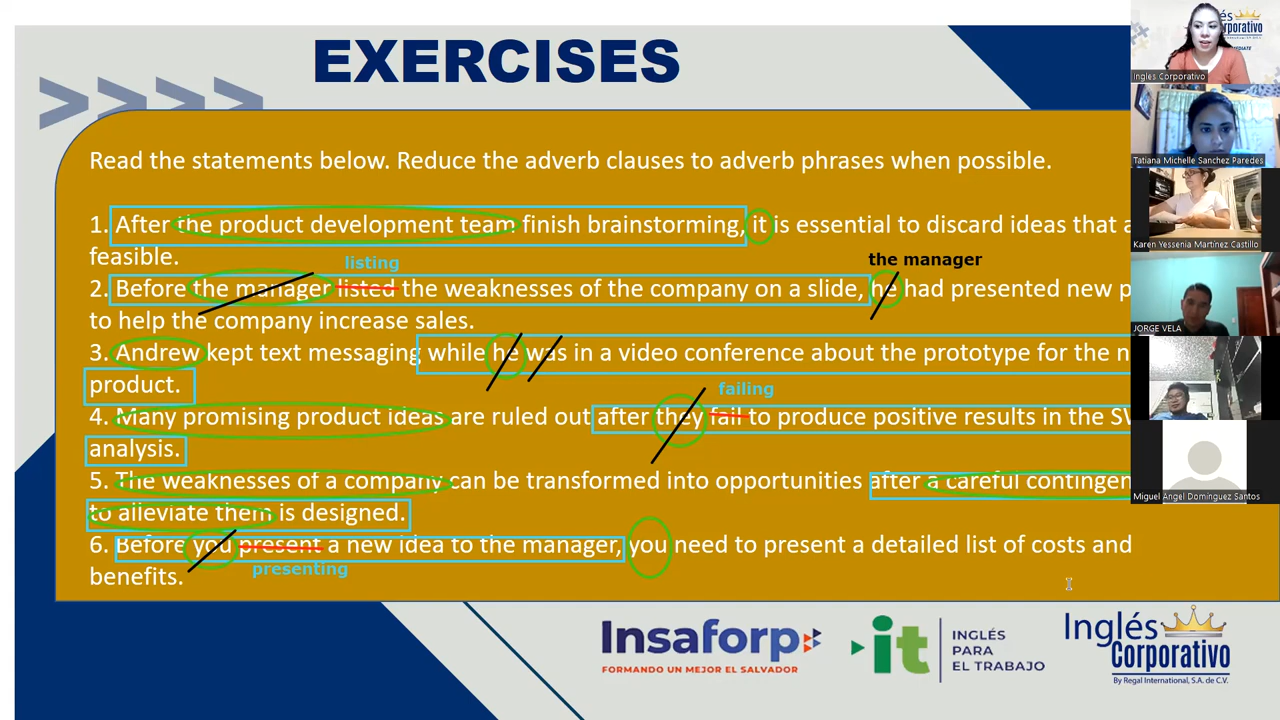 EXERCISES
Read the statements below. Reduce the adverb clauses to adverb phrases when possible.
1. After the product development team finish brainstorming, it is essential to discard ideas that
feasible.
listing
the manager
2. Before the manager listed the weaknesses of the company on a slide, he had presented new
to help the company increase sales.
3. Andrew kept text messaging while he was in a video conference about the prototype for the
product.
failing
4. Many promising product ideas are ruled out after they fail to produce positive results in the
analysis.
5. The weaknesses of a company can be transformed into opportunities after a careful
to alleviate them is designed.
6. Before you present a new idea to the manager, you need to present a detailed list of costs and
presenting
benefits.
Insaforp
FORMANDO UN MEJOR EL SALVADOR
it
INGLÉS
PARA
EL TRABAJO
Inglés
Corporativo
By Regal International, S.A. de C.V.
Ingles Corporativo
Tatiana Michelle Sanchez Paredes
Karen Yessenia Martínez Castillo
JORGE VELA
Miguel Angel Domínguez Santos